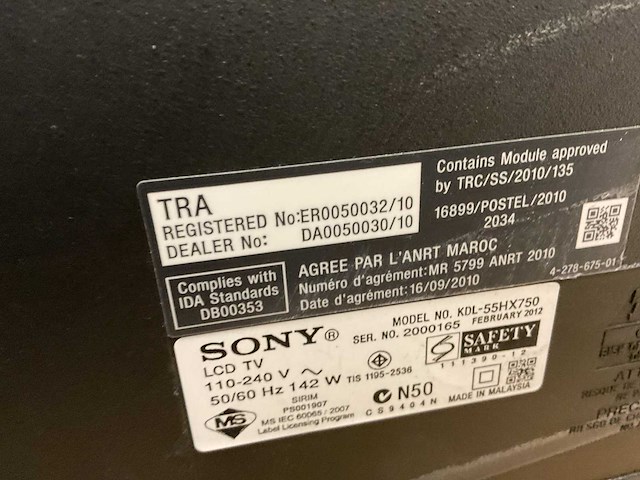 TRA
REGISTERED No:ER0050032/10
DEALER No: DA0050030/10
Contains Module approved
by TRC/SS/2010/135
16899/POSTEL/2010
2034
Complies with
IDA Standards
DB00353
AGREE PAR L'ANRT MAROC
Numéro d'agrément:MR 5799 ANRT 2010
Date d'agrément:16/09/2010
4-278-675-01
SONY®
MODEL NO. KDL-55HX750
SER. NO. 2000165 FEBRUARY 2012
LCD TV
110-240 V ~
50/60 Hz 142 W
TIS 1195-2536
S SAFETY
MARK
111390-12
SIRIM
PS001907
MS IEC 60065 / 2007
Label Licensing Program
MS
N50
CS9404N
MADE IN MALAYSIA